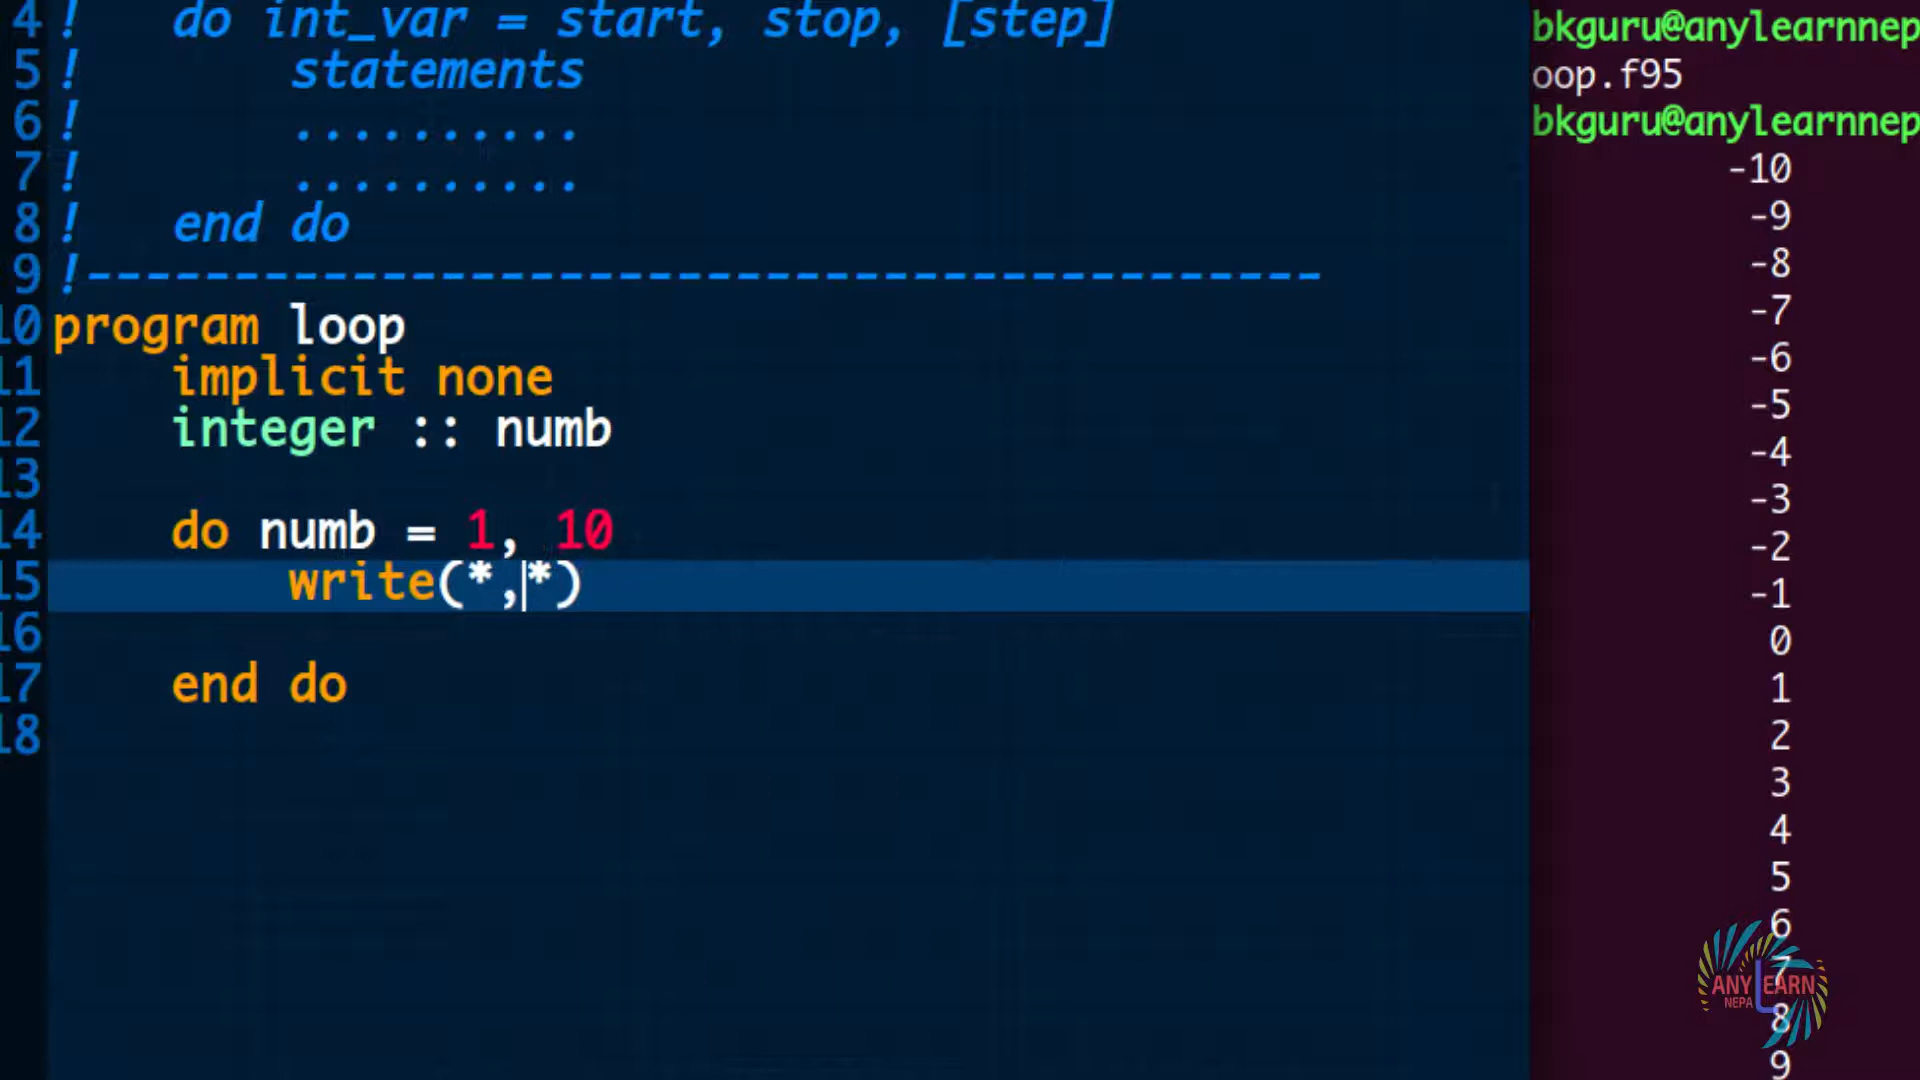 4 !   do int_var = start, stop, [step]
5 !       statements
6 !       ..........
7 !       ..........
8 !   end do
9 !------------------------------------------
10 program loop
11     implicit none
12     integer :: numb
13
14     do numb = 1, 10
15         write(*,*)
16
17     end do
18
bkguru@anylearnnep
oop.f95
bkguru@anylearnnep
-10
-9
-8
-7
-6
-5
-4
-3
-2
-1
0
1
2
3
4
5
6
7
8
9
ANY LEARN
NEPA